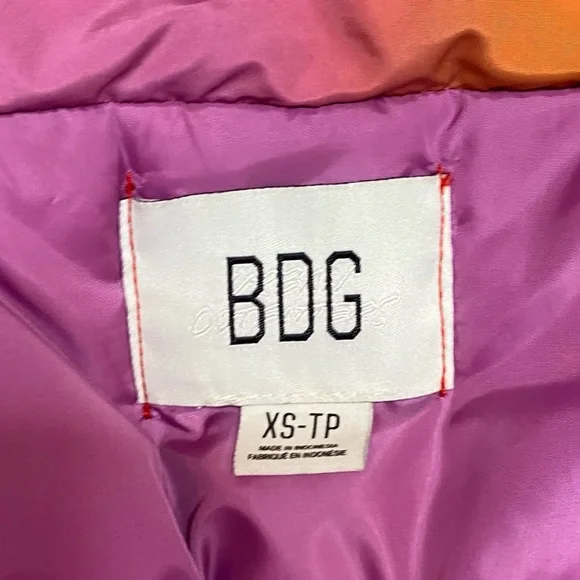 BDG
XS-TP
MADE IN INDONESIA
FABRIQUÉ EN INDONÉSIE